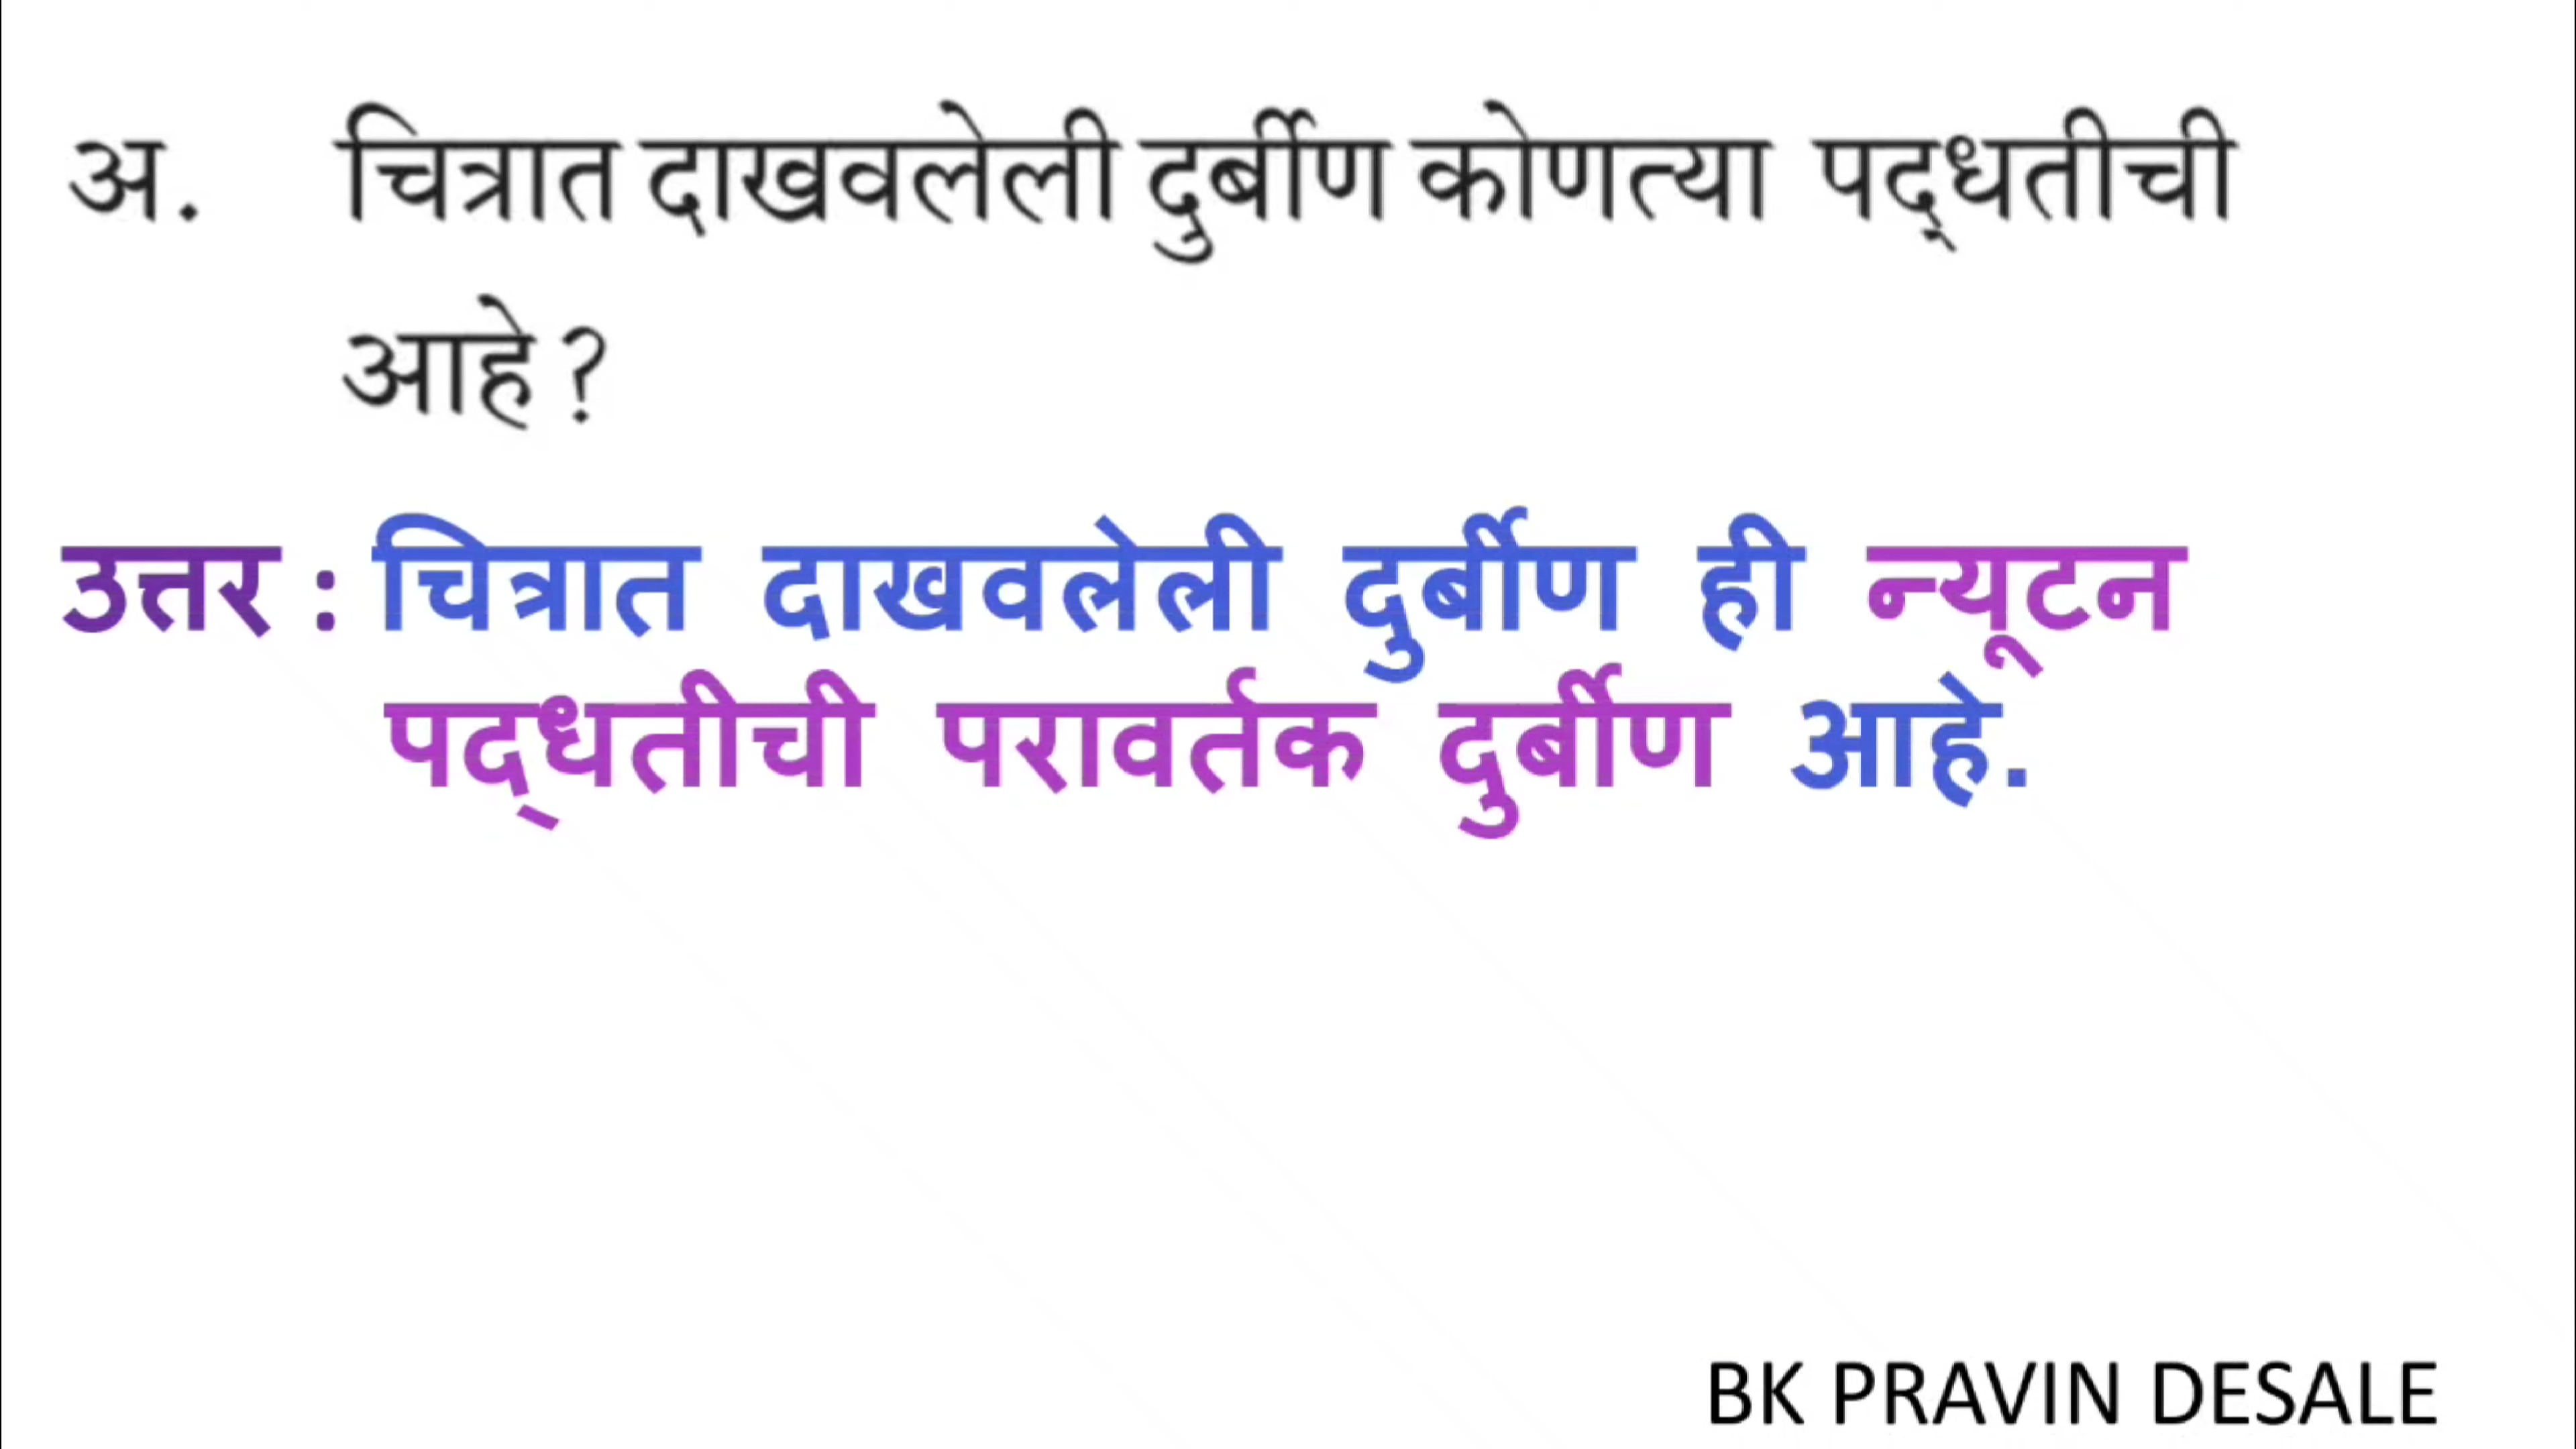 अ. चित्रात दाखवलेली दुर्बीण कोणत्या पद्धतीची
आहे?
उत्तर : चित्रात दाखवलेली दुर्बीण ही न्यूटन
पद्धतीची परावर्तक दुर्बीण आहे.
BK PRAVIN DESALE